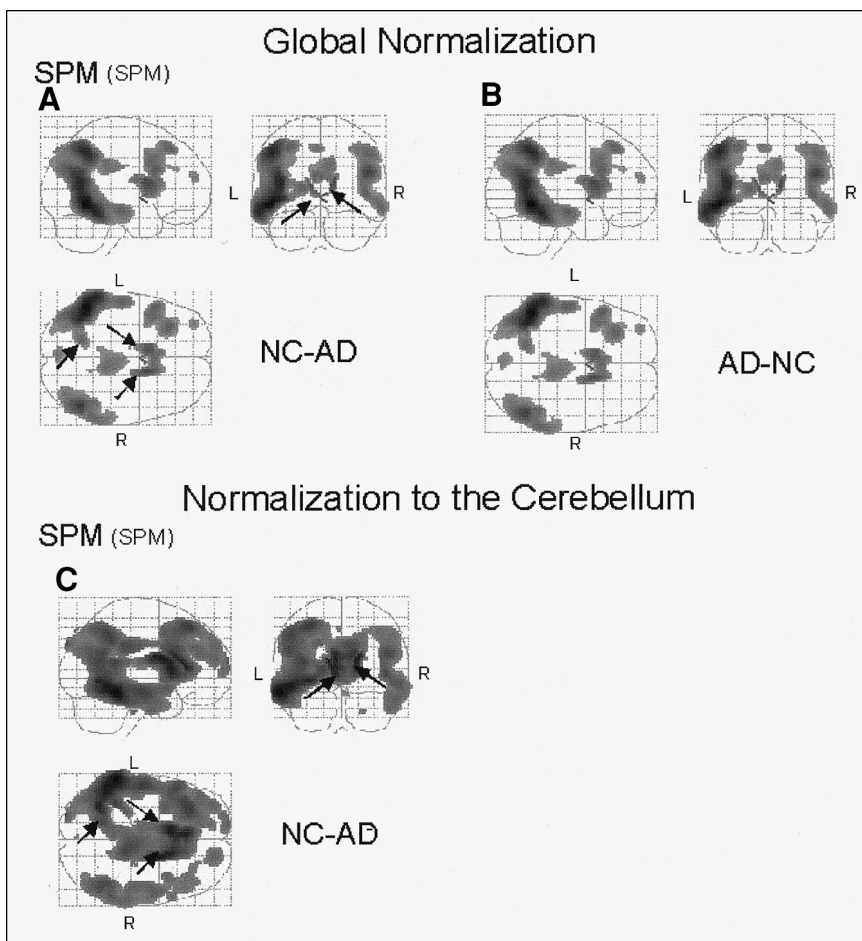 Global Normalization
SPM (SPM)
A
B
L
R
L
R
L
L
NC-AD
AD-NC
R
R
Normalization to the Cerebellum
SPM (SPM)
C
L
R
L
NC-AD
R